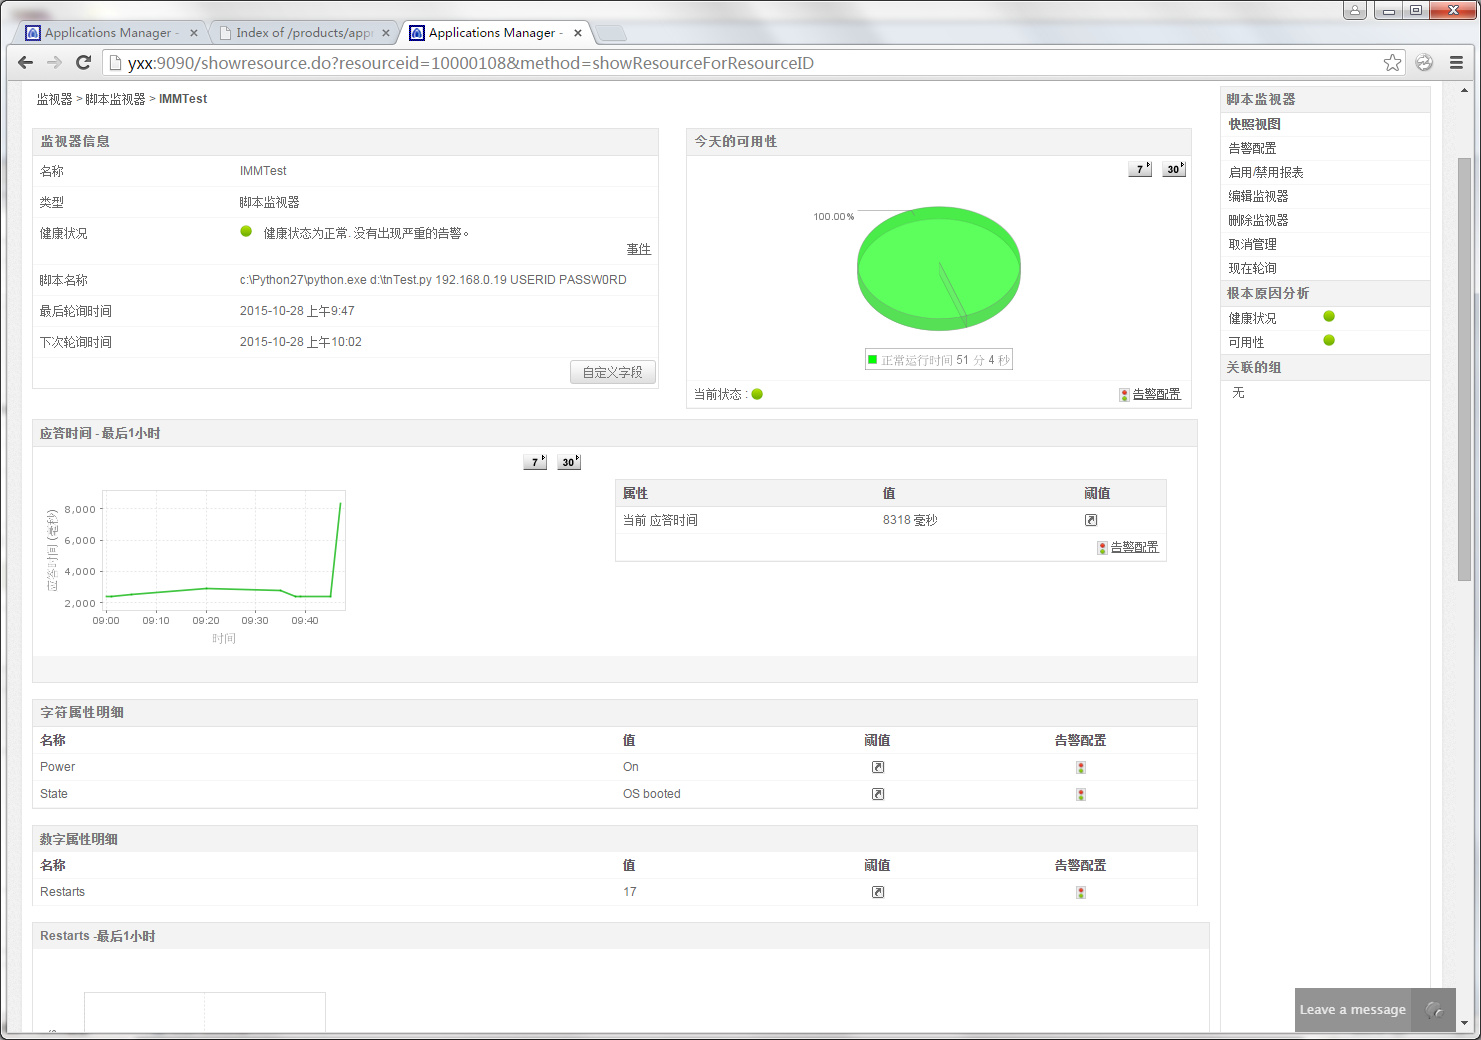 Applications Manager -
Index of /products/app
Applications Manager -
yxx:9090/showresource.do?resourceid=10000108&method=showResourceForResourceID
监视器 > 脚本监视器 > IMMTest
监视器信息
名称 IMMTest
类型 脚本监视器
健康状况 健康状态为正常. 没有出现严重的告警。
事件
脚本名称 c:\Python27\python.exe d:\tnTest.py 192.168.0.19 USERID PASSW0RD
最后轮询时间 2015-10-28 上午9:47
下次轮询时间 2015-10-28 上午10:02
自定义字段
今天的可用性
7 30
100.00%
正常运行时间 51 分 4 秒
当前状态 :
告警配置
脚本监视器
快照视图
告警配置
启用/禁用报表
编辑监视器
删除监视器
取消管理
现在轮询
根本原因分析
健康状况
可用性
关联的组
无
应答时间 - 最后1小时
7 30
应答时间 (毫秒)
8,000
6,000
4,000
2,000
09:00 09:10 09:20 09:30 09:40
时间
属性 值 阈值
当前 应答时间 8318 毫秒
告警配置
字符属性明细
名称 值 阈值 告警配置
Power On
State OS booted
数字属性明细
名称 值 阈值 告警配置
Restarts 17
Restarts -最后1小时
Leave a message